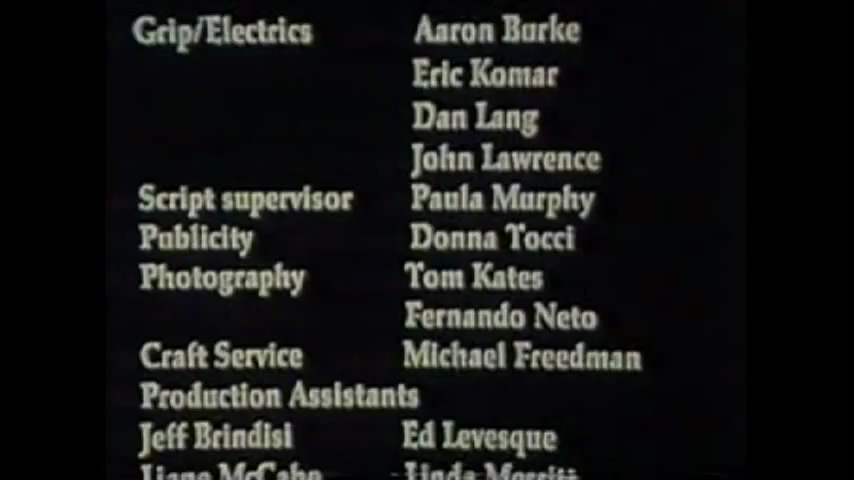 Grip/Electrics Aaron Burke
Eric Komar
Dan Lang
John Lawrence
Script supervisor Paula Murphy
Publicity Donna Tocci
Photography Tom Kates
Fernando Neto
Craft Service Michael Freedman
Production Assistants
Jeff Brindisi Ed Levesque
Linda